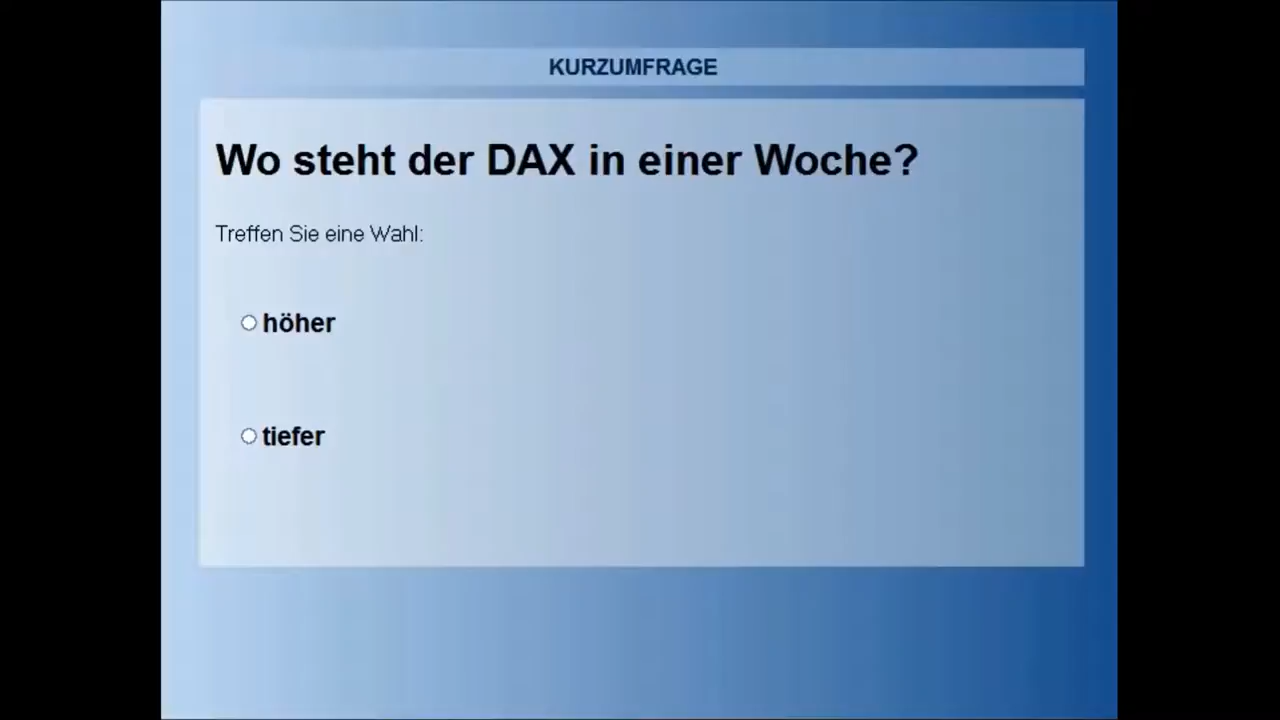 KURZUMFRAGE
Wo steht der DAX in einer Woche?
Treffen Sie eine Wahl:
höher
tiefer